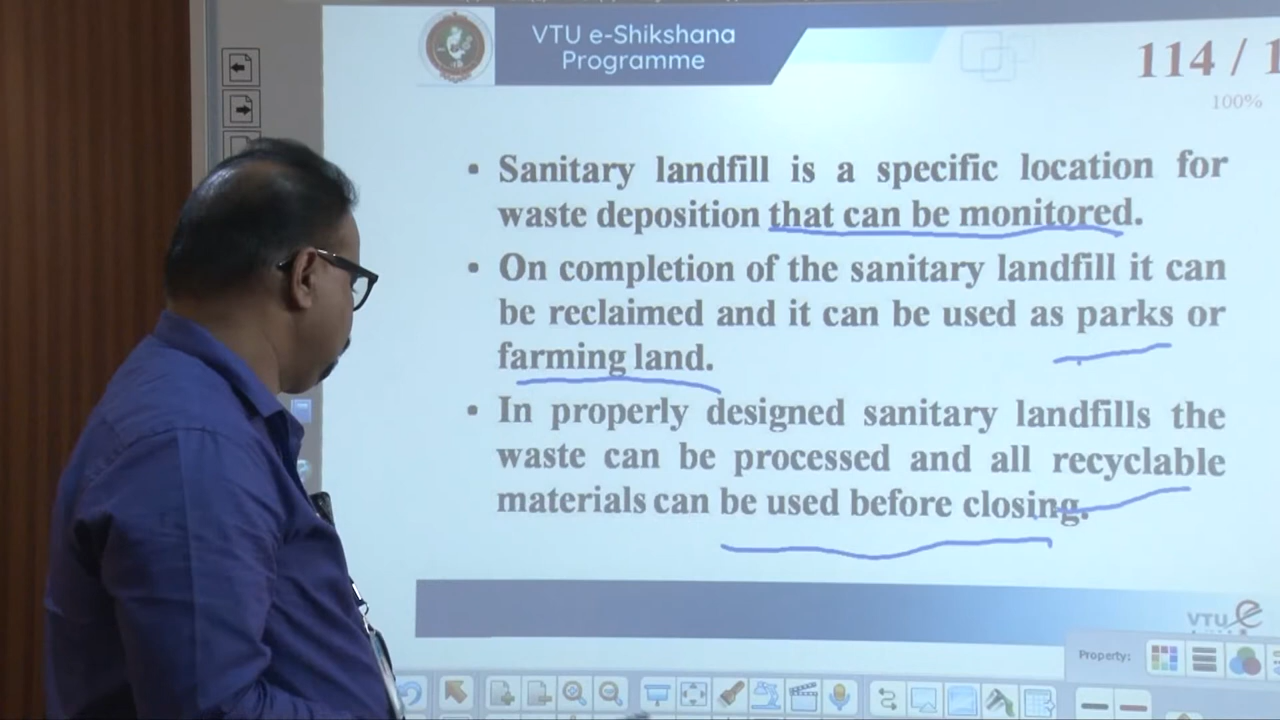 VTU e-Shikshana
Programme
114 / 1
100%
• Sanitary landfill is a specific location for
waste deposition that can be monitored.
• On completion of the sanitary landfill it can
be reclaimed and it can be used as parks or
farming land.
• In properly designed sanitary landfills the
waste can be processed and all recyclable
materials can be used before closing.
VTU e
Property: